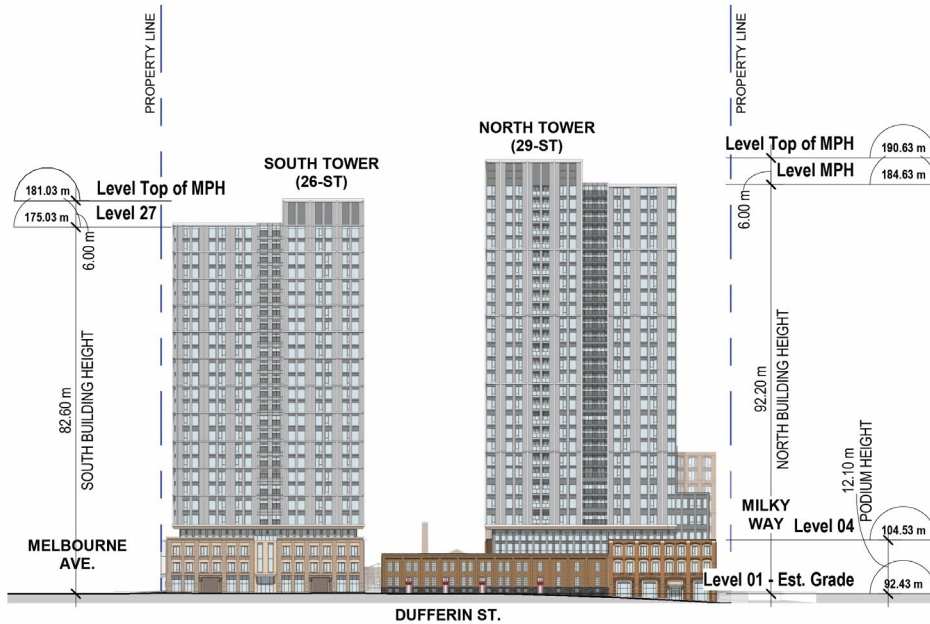 PROPERTY LINE
PROPERTY LINE
NORTH TOWER
(29-ST)
SOUTH TOWER
(26-ST)
Level Top of MPH
190.63 m
Level MPH
184.63 m
6.00 m
181.03 m
Level Top of MPH
175.03 m
Level 27
6.00 m
82.60 m
SOUTH BUILDING HEIGHT
92.20 m
NORTH BUILDING HEIGHT
12.10 m
PODIUM HEIGHT
MILKY
WAY
Level 04
104.53 m
MELBOURNE
AVE.
Level 01 - Est. Grade
92.43 m
DUFFERIN ST.